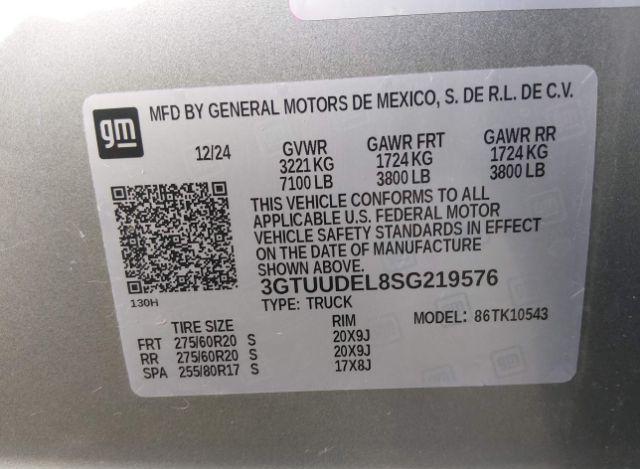 gm
MFD BY GENERAL MOTORS DE MEXICO, S. DE R.L. DE C.V.
12/24 GVWR GAWR FRT GAWR RR
3221 KG 1724 KG 1724 KG
7100 LB 3800 LB 3800 LB
THIS VEHICLE CONFORMS TO ALL
APPLICABLE U.S. FEDERAL MOTOR
VEHICLE SAFETY STANDARDS IN EFFECT
ON THE DATE OF MANUFACTURE
SHOWN ABOVE.
3GTUUDEL8SG219576
130H
TYPE: TRUCK MODEL: 86TK10543
TIRE SIZE RIM
FRT 275/60R20 S 20X9J
RR 275/60R20 S 20X9J
SPA 255/80R17 S 17X8J